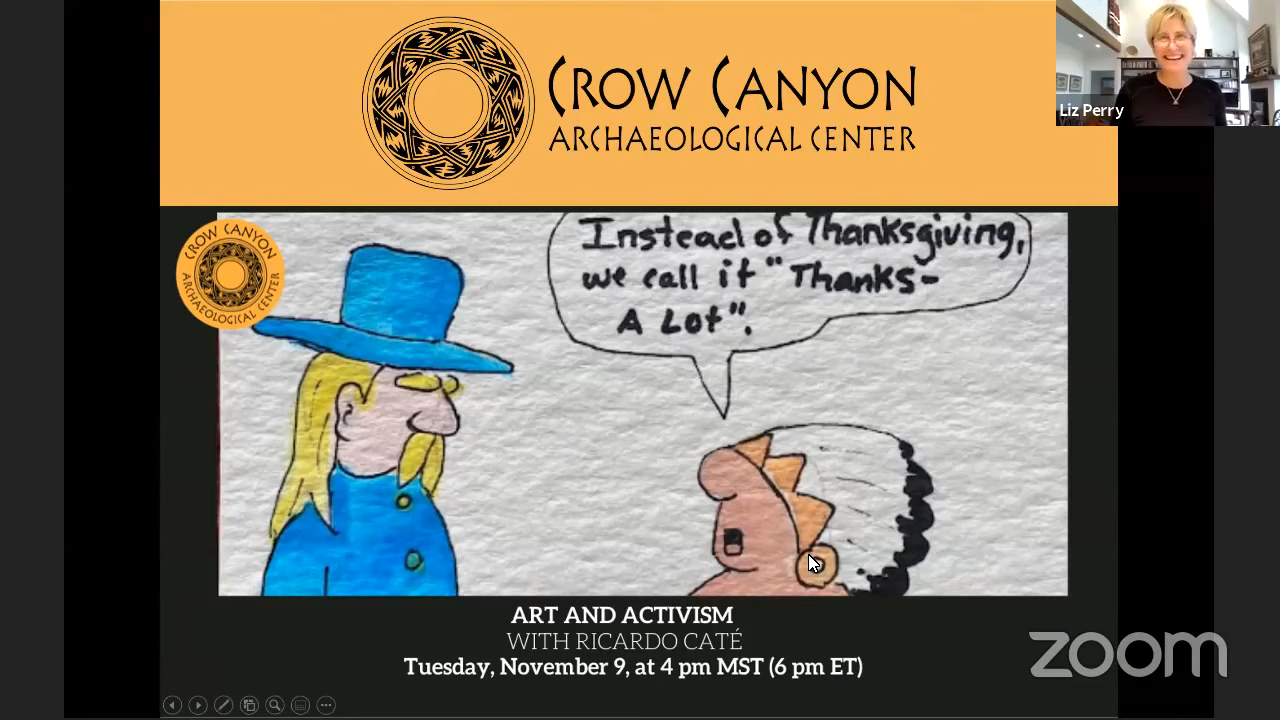 CROW CANYON
ARCHAEOLOGICAL CENTER
Liz Perry
CROW CANYON
ARCHAEOLOGICAL CENTER
Instead of Thanksgiving,
we call it "Thanks-
A Lot".
ART AND ACTIVISM
WITH RICARDO CATÉ
Tuesday, November 9, at 4 pm MST (6 pm ET)
zoom